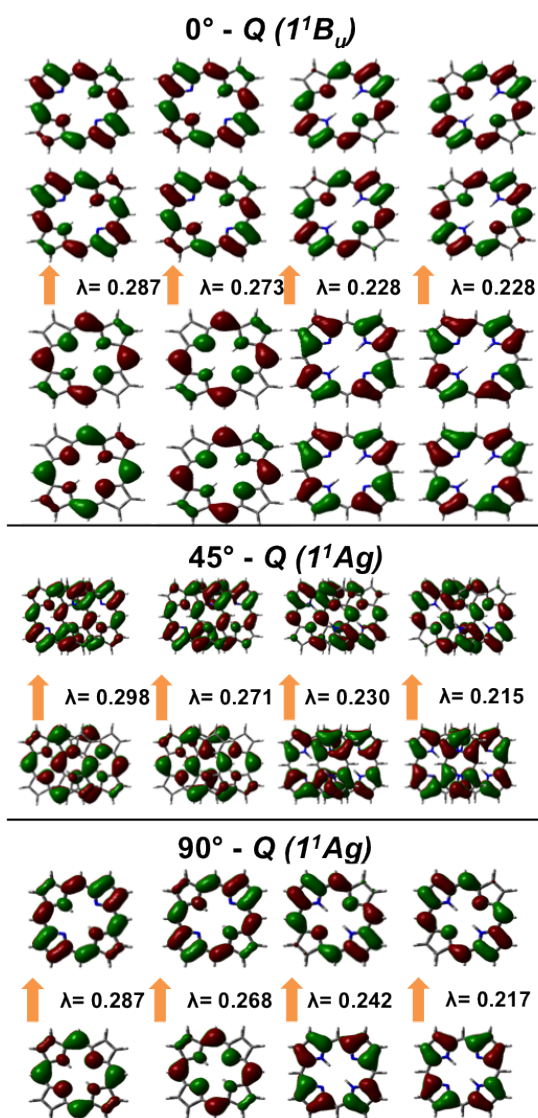 0° - Q (1¹Bᵤ)
λ= 0.287 λ= 0.273 λ= 0.228 λ= 0.228
45° - Q (1¹Ag)
λ= 0.298 λ= 0.271 λ= 0.230 λ= 0.215
90° - Q (1¹Ag)
λ = 0.287 λ = 0.268 λ = 0.242 λ = 0.217